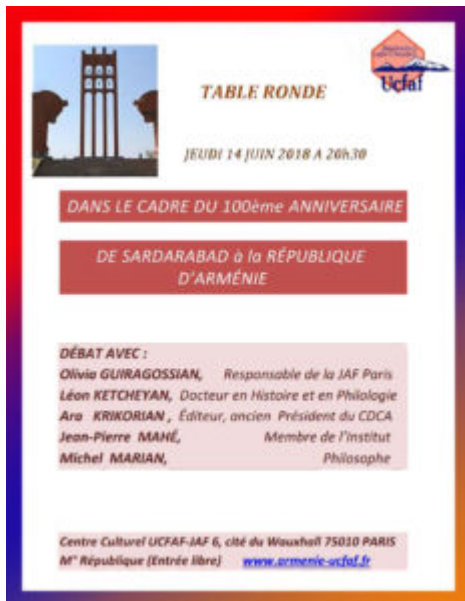 Ucfaf
TABLE RONDE
JEUDI 14 JUIN 2018 A 20h30
DANS LE CADRE DU 100ème ANNIVERSAIRE
DE SARDARABAD à la RÉPUBLIQUE
D'ARMÉNIE
DÉBAT AVEC :
Olivia GUIRAGOSSIAN, Responsable de la JAF Paris
Léon KETCHEYAN, Docteur en Histoire et en Philologie
Ara KRIKORIAN , Éditeur, ancien Président du CDCA
Jean-Pierre MAHÉ, Membre de l'Institut
Michel MARIAN, Philosophe
Centre Culturel UCFAF-JAF 6, cité du Wauxhall 75010 PARIS
M° République (Entrée libre) www.armenie-ucfaf.fr